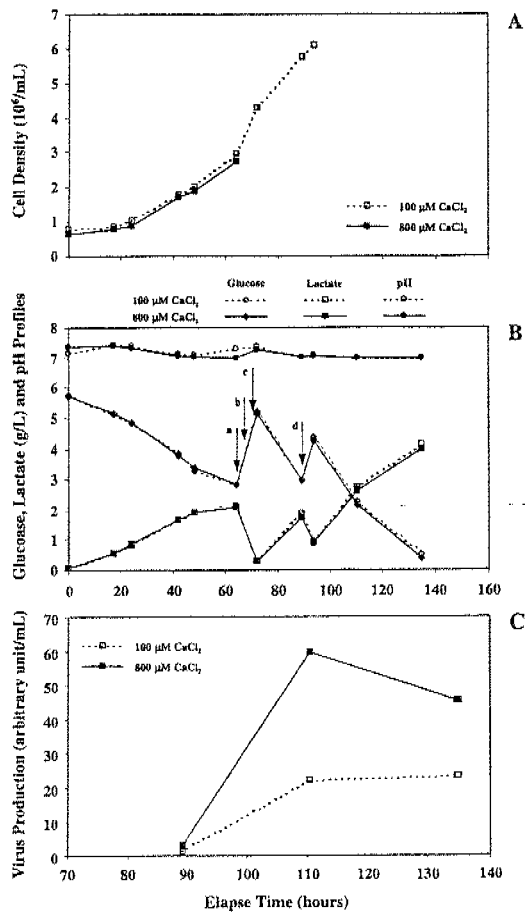 A
7
6
5
4
3
2
1
0
Cell Density (10⁶/mL)
100 µM CaCl₂
800 µM CaCl₂
Glucose Lactate pH
100 µM CaCl₂
800 µM CaCl₂
B
8
7
6
5
4
3
2
1
0
Glucoase, Lactate (g/L) and pH Profiles
a
b
c
d
0 20 40 60 80 100 120 140 160
C
70
60
50
40
30
20
10
0
Virus Production (arbitrary unit/mL)
100 µM CaCl₂
800 µM CaCl₂
70 80 90 100 110 120 130 140
Elapse Time (hours)